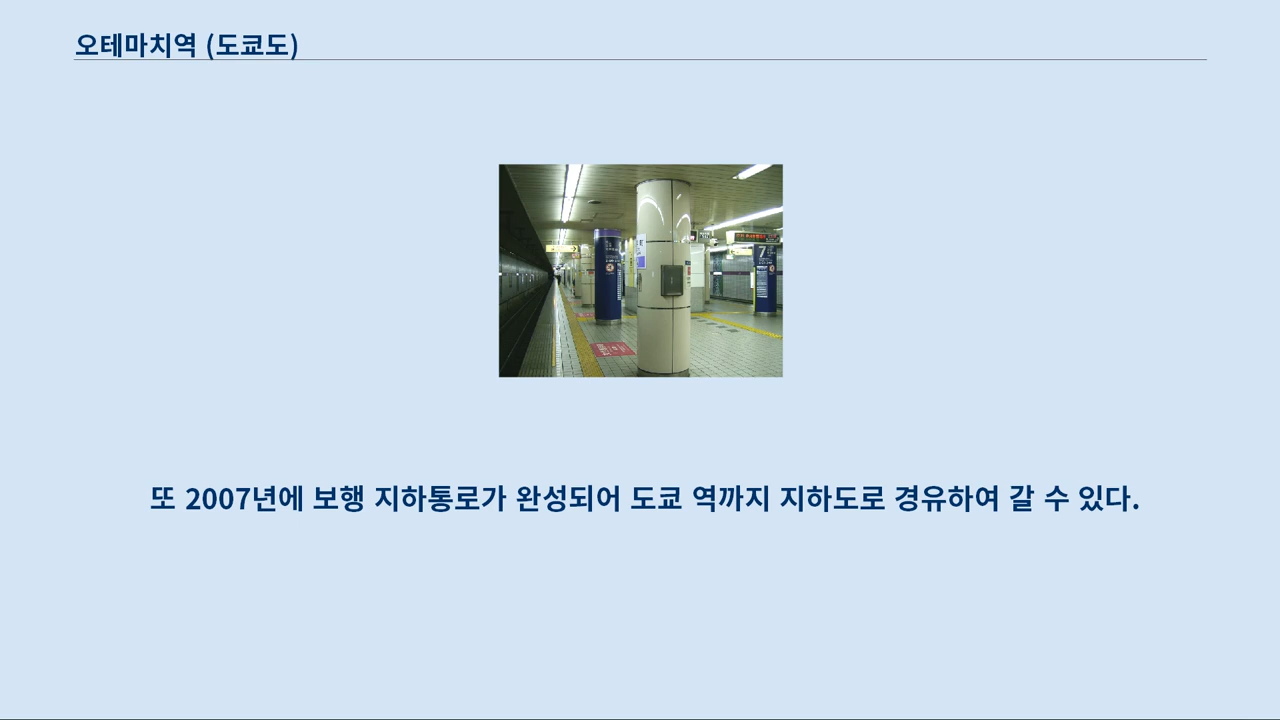 오테마치역 (도쿄도)
7
또 2007년에 보행 지하통로가 완성되어 도쿄 역까지 지하도로 경유하여 갈 수 있다.